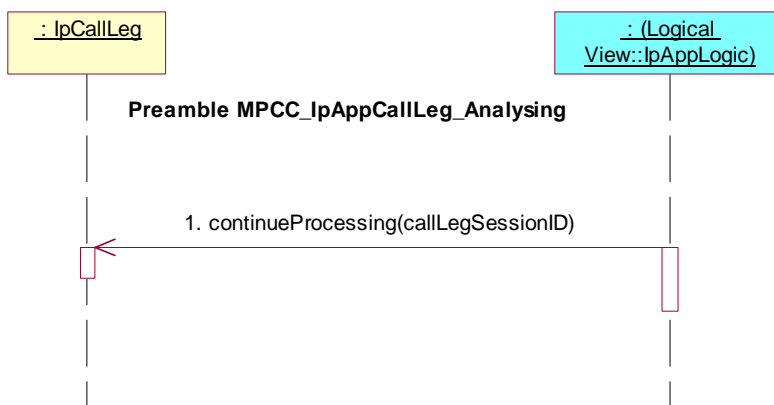 : IpCallLeg
: (Logical
View::IpAppLogic)
Preamble MPCC_IpAppCallLeg_Analysing
1. continueProcessing(callLegSessionID)